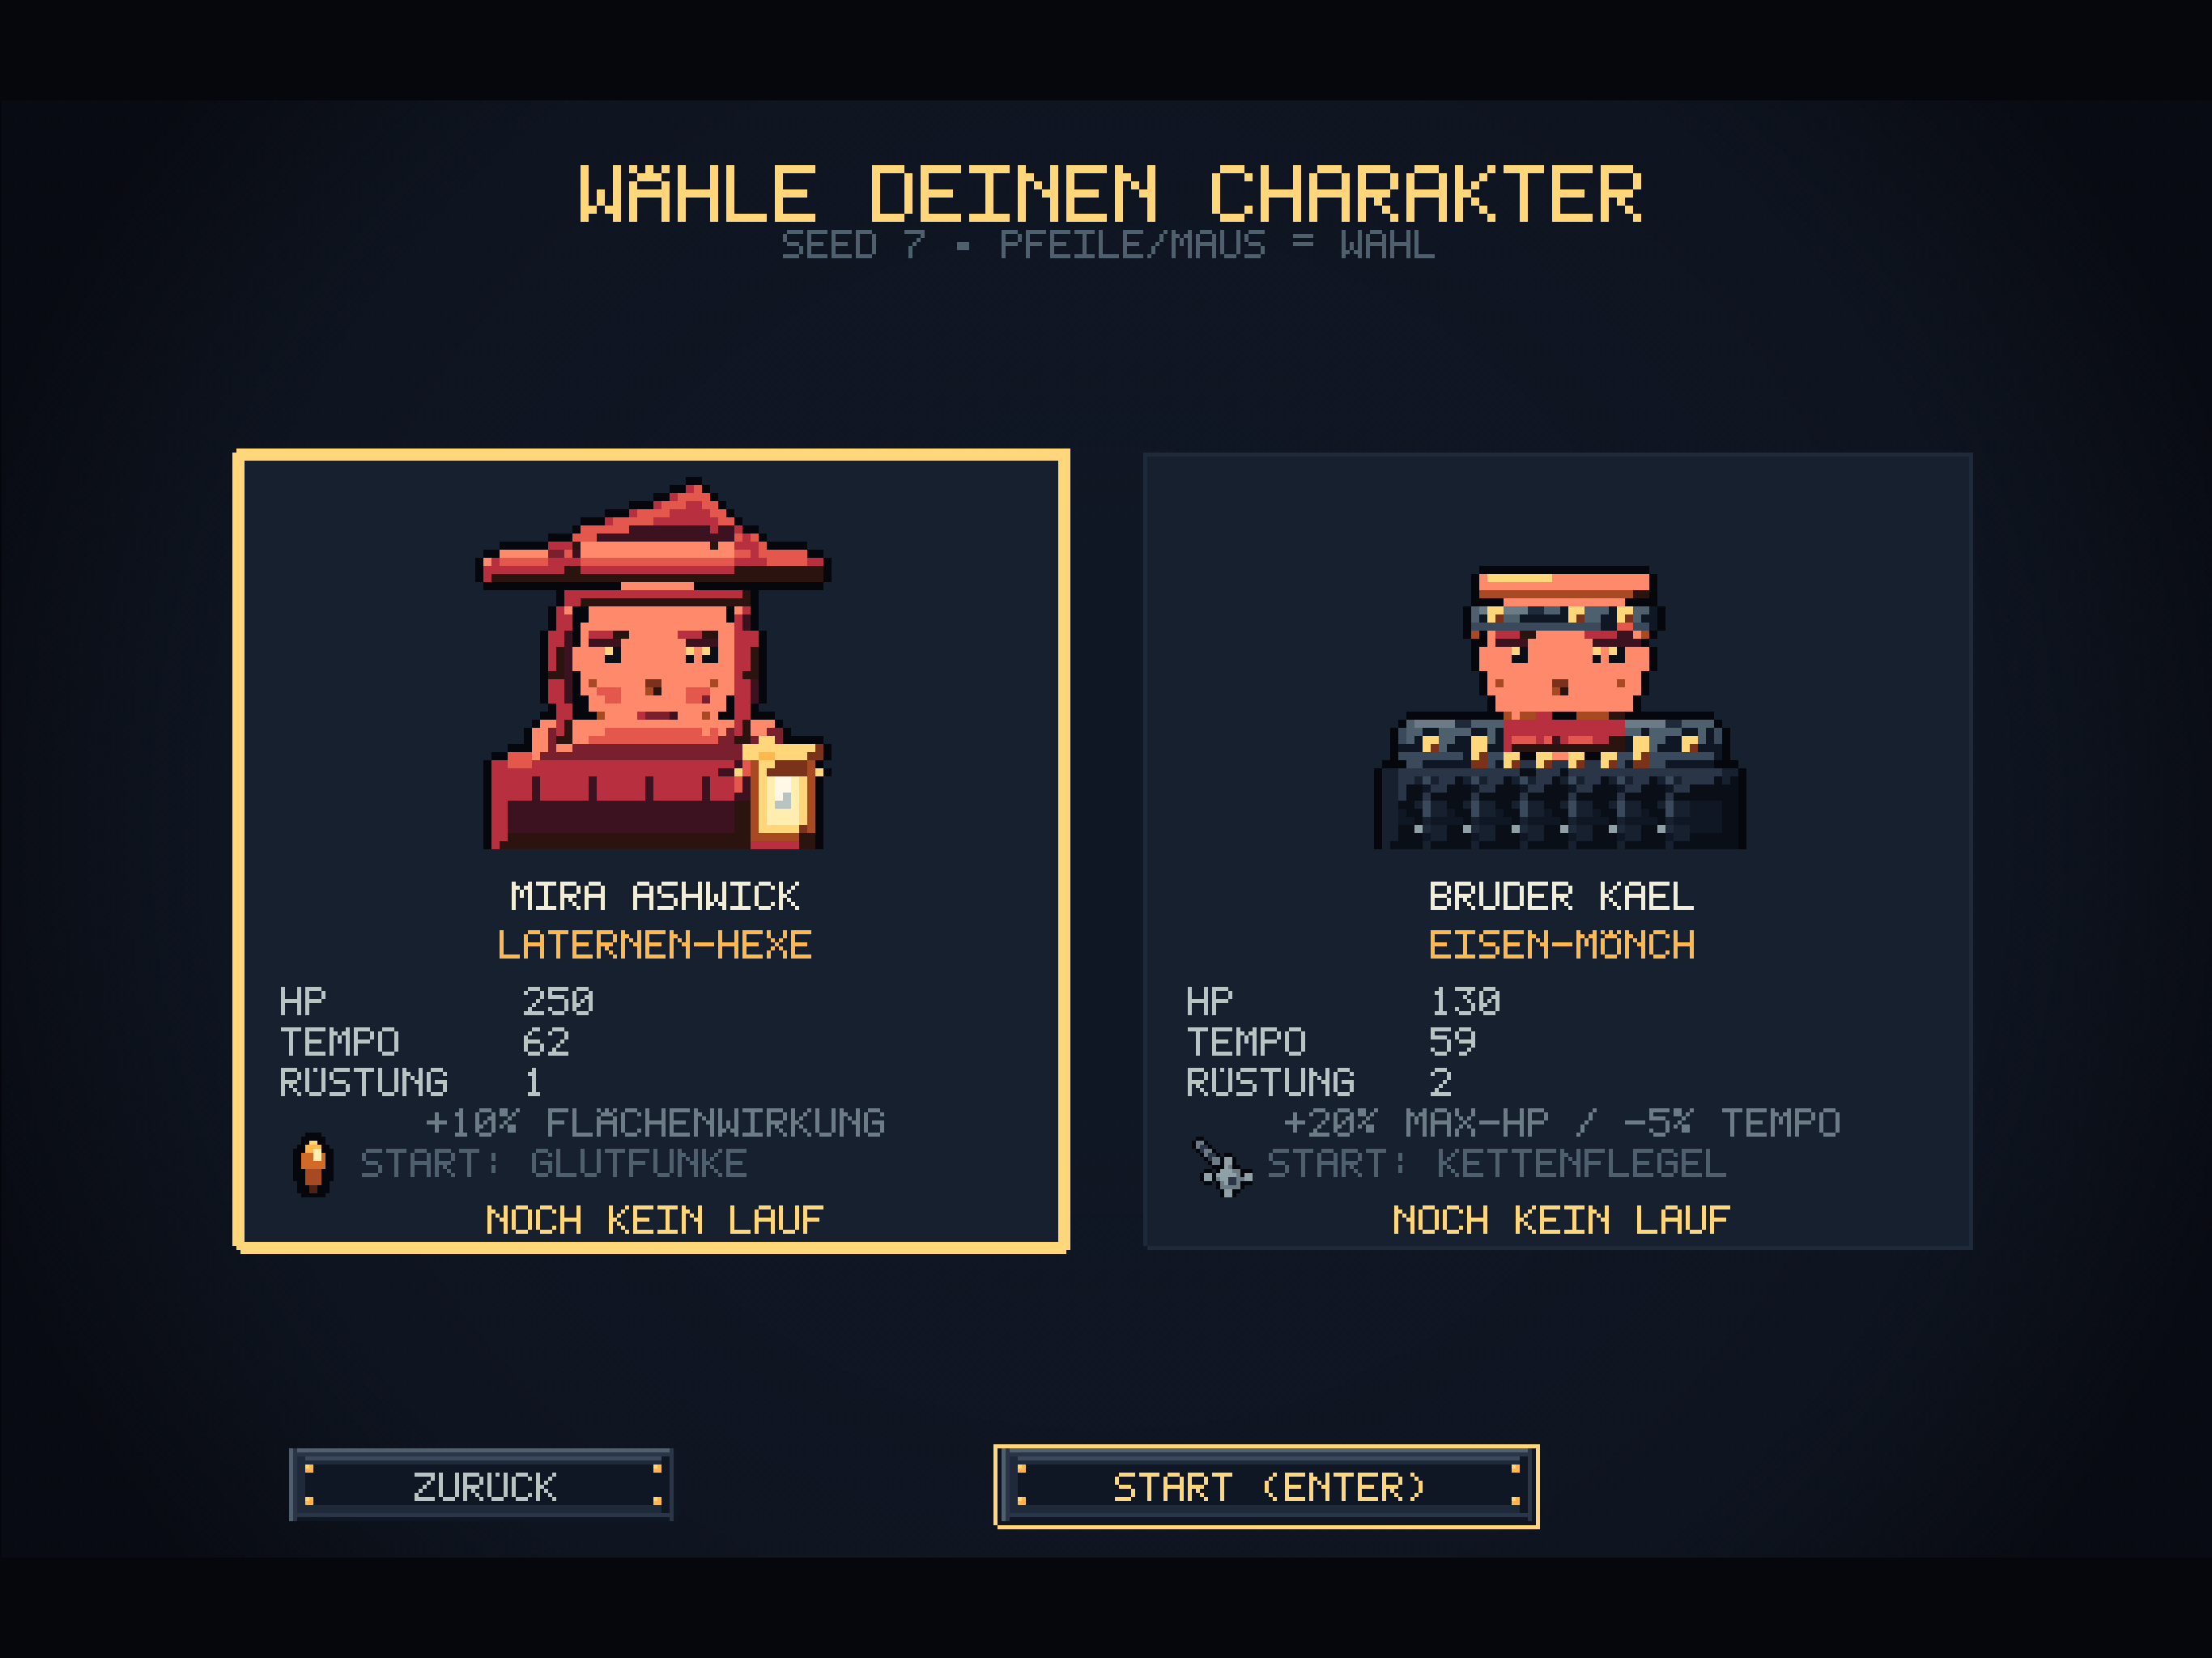 WÄHLE DEINEN CHARAKTER
SEED 7 - PFEILE/MAUS = WAHL
MIRA ASHWICK
LATERNEN-HEXE
HP 250
TEMPO 62
RÜSTUNG 1
+10% FLÄCHENWIRKUNG
START: GLUTFUNKE
NOCH KEIN LAUF
BRUDER KAEL
EISEN-MÖNCH
HP 130
TEMPO 59
RÜSTUNG 2
+20% MAX-HP / -5% TEMPO
START: KETTENFLEGEL
NOCH KEIN LAUF
ZURÜCK
START (ENTER)